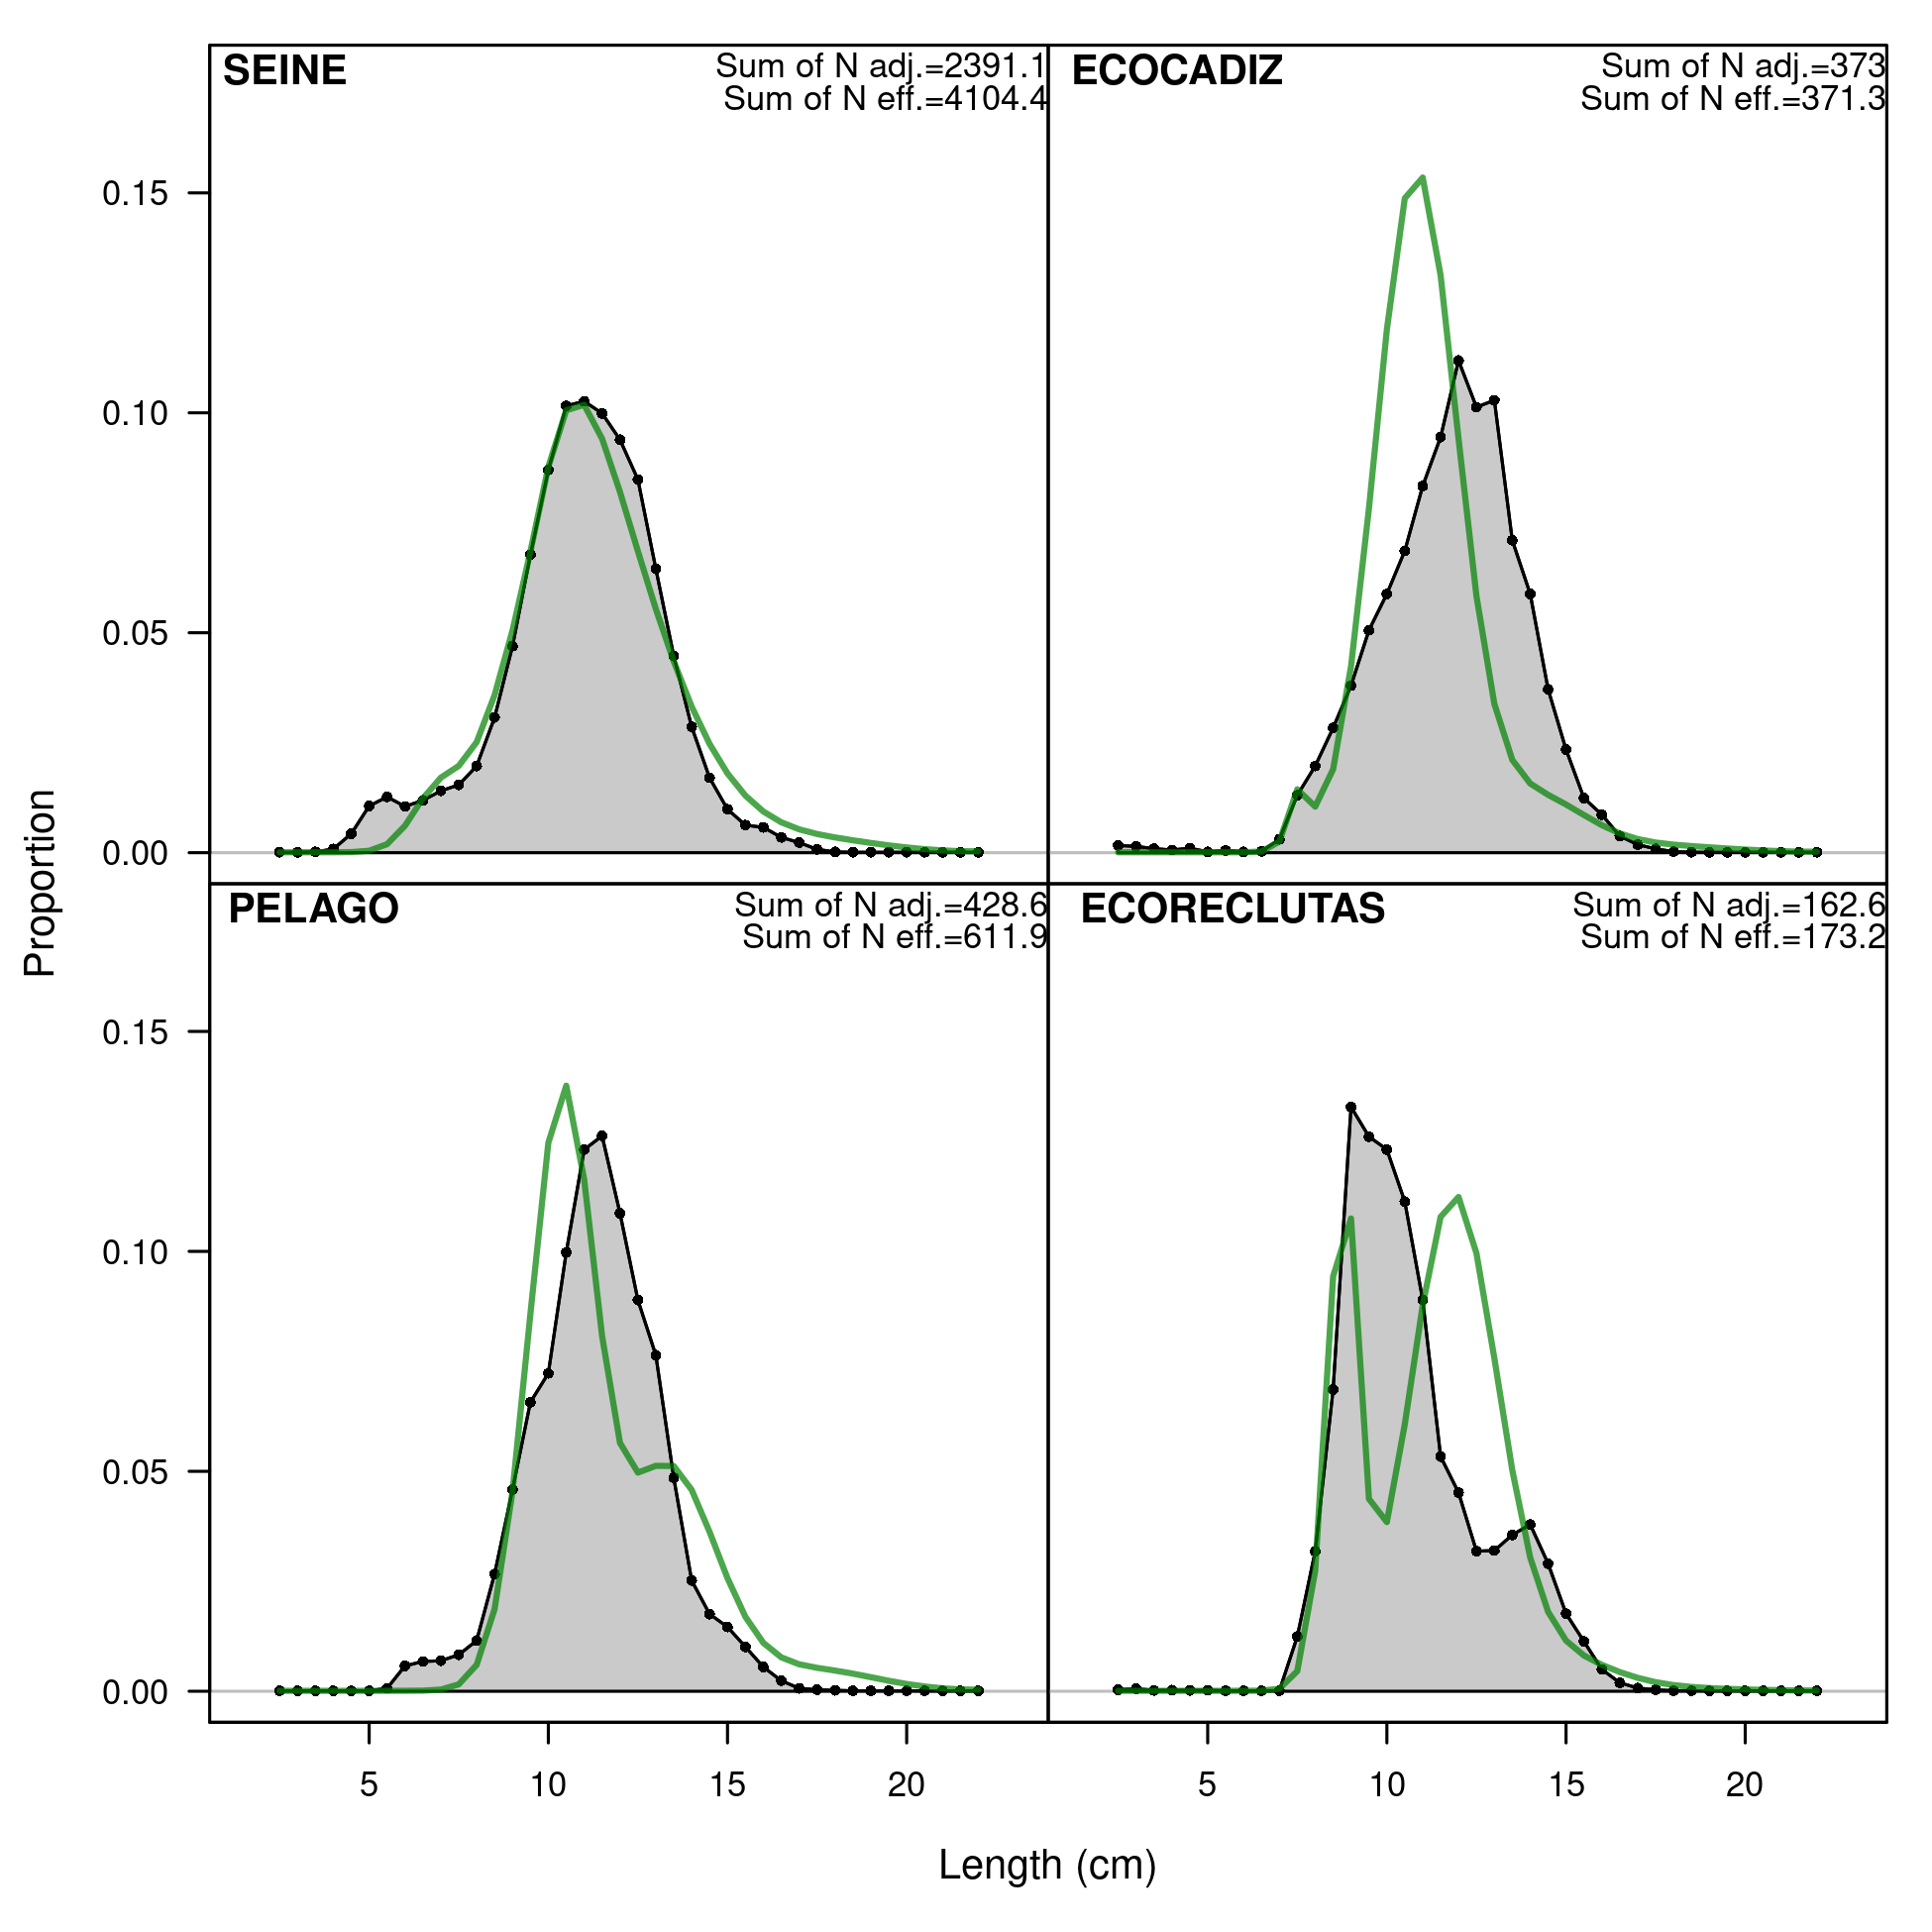 SEINE
Sum of N adj.=2391.1
Sum of N eff.=4104.4
ECOCADIZ
Sum of N adj.=373
Sum of N eff.=371.3
0.15
0.10
0.05
0.00
PELAGO
Sum of N adj.=428.6
Sum of N eff.=611.9
ECORECLUTAS
Sum of N adj.=162.6
Sum of N eff.=173.2
0.15
0.10
0.05
0.00
Proportion
5 10 15 20
5 10 15 20
Length (cm)